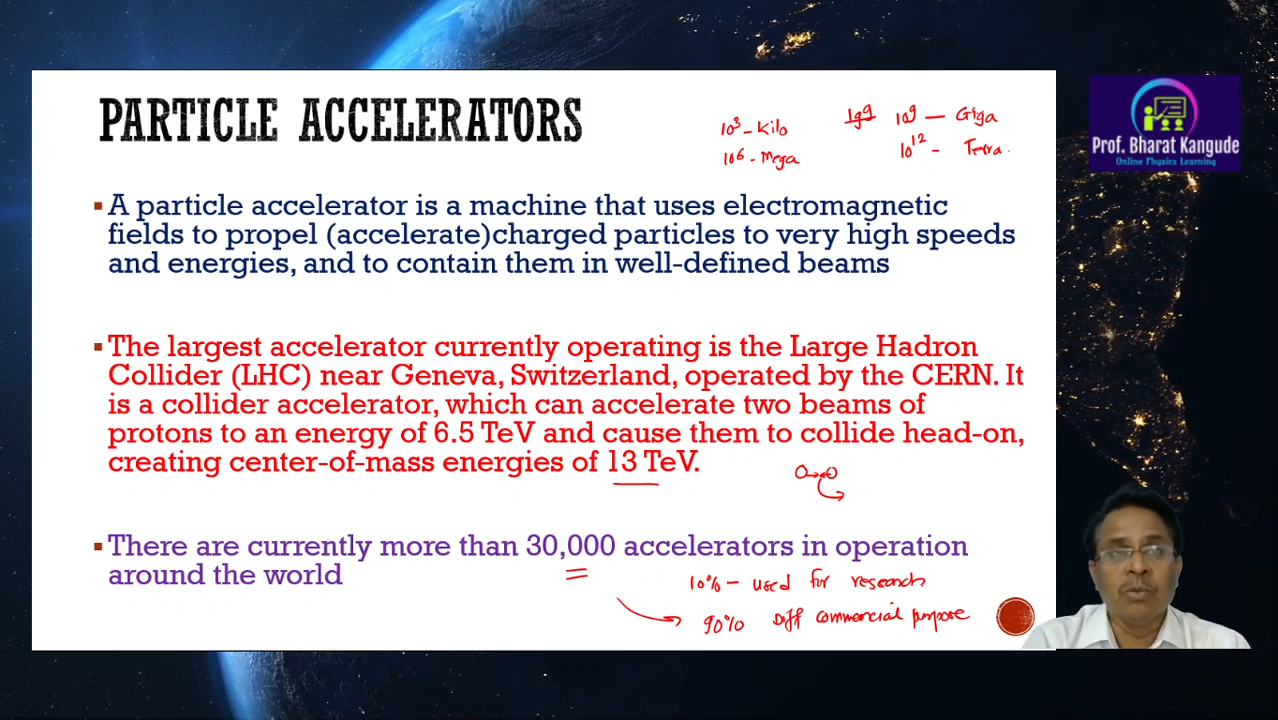 PARTICLE ACCELERATORS
10³ - Kilo
10⁶ - Mega
10⁹ — Giga
10¹² - Terra
Prof. Bharat Kangude
Online Physics Learning
▪ A particle accelerator is a machine that uses electromagnetic
fields to propel (accelerate)charged particles to very high speeds
and energies, and to contain them in well-defined beams
▪ The largest accelerator currently operating is the Large Hadron
Collider (LHC) near Geneva, Switzerland, operated by the CERN. It
is a collider accelerator, which can accelerate two beams of
protons to an energy of 6.5 TeV and cause them to collide head-on,
creating center-of-mass energies of 13 TeV.
▪ There are currently more than 30,000 accelerators in operation
around the world
10% - used for research
90% Diff commercial purpose